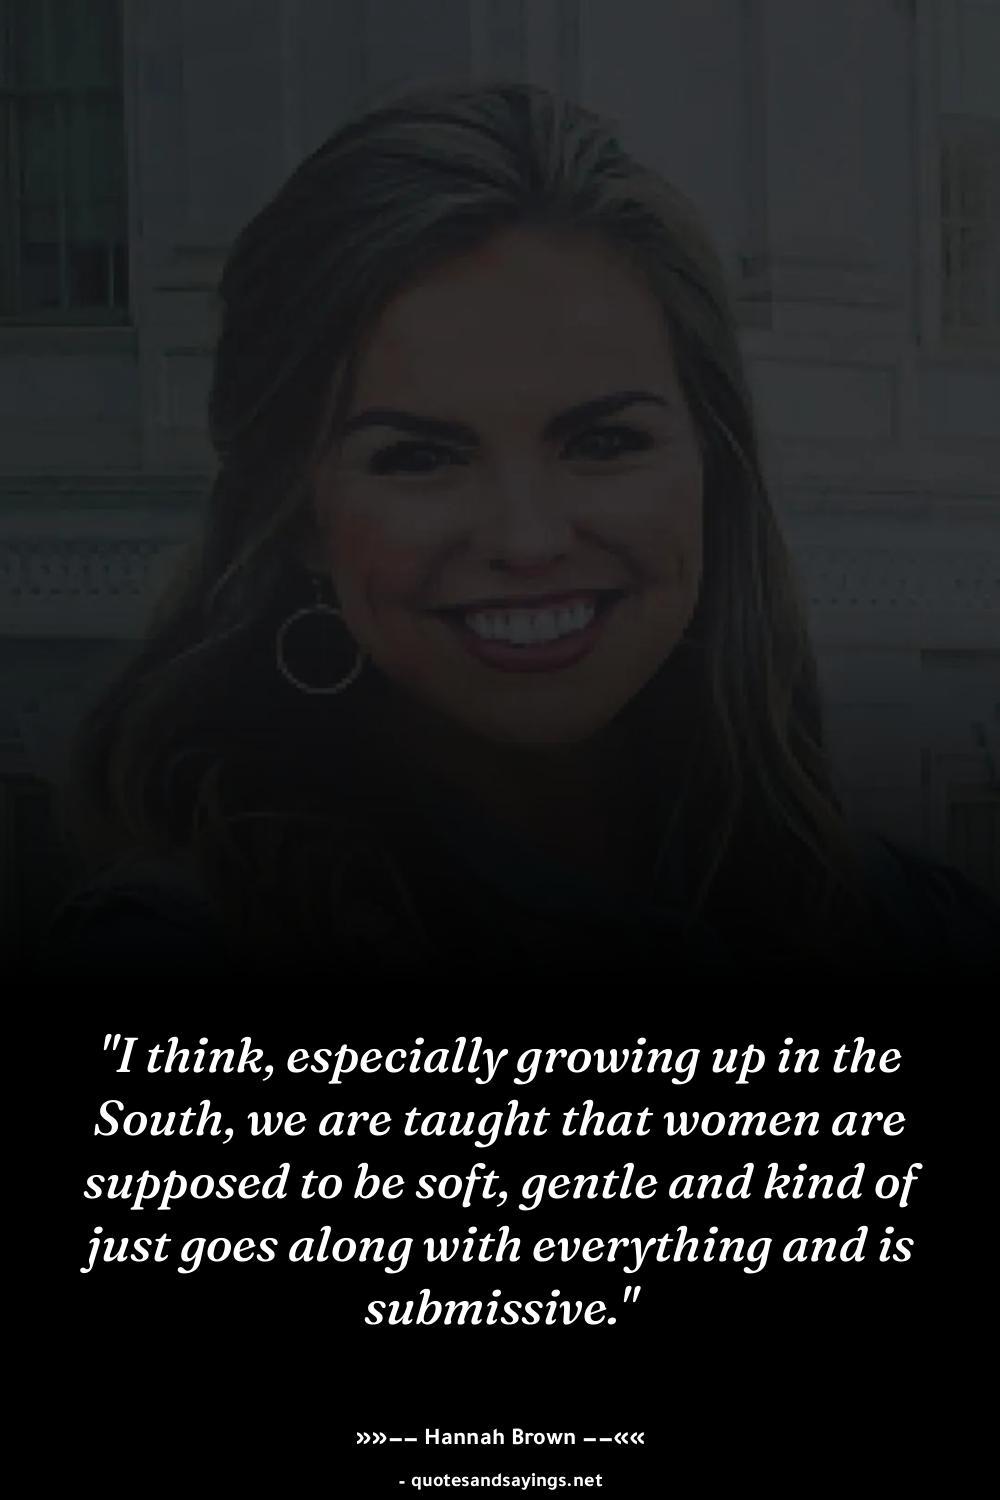 "I think, especially growing up in the
South, we are taught that women are
supposed to be soft, gentle and kind of
just goes along with everything and is
submissive."
»»–– Hannah Brown ––««
- quotesandsayings.net